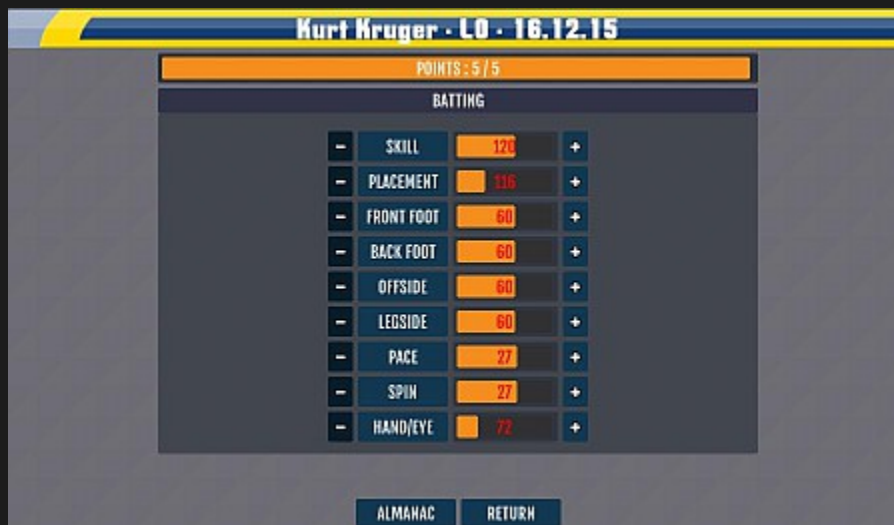 Kurt Kruger - LO - 16.12.15
POINTS : 5 / 5
BATTING
- SKILL 120 +
- PLACEMENT 116 +
- FRONT FOOT 60 +
- BACK FOOT 60 +
- OFFSIDE 60 +
- LEGSIDE 60 +
- PACE 27 +
- SPIN 27 +
- HAND/EYE 72 +
ALMANAC RETURN